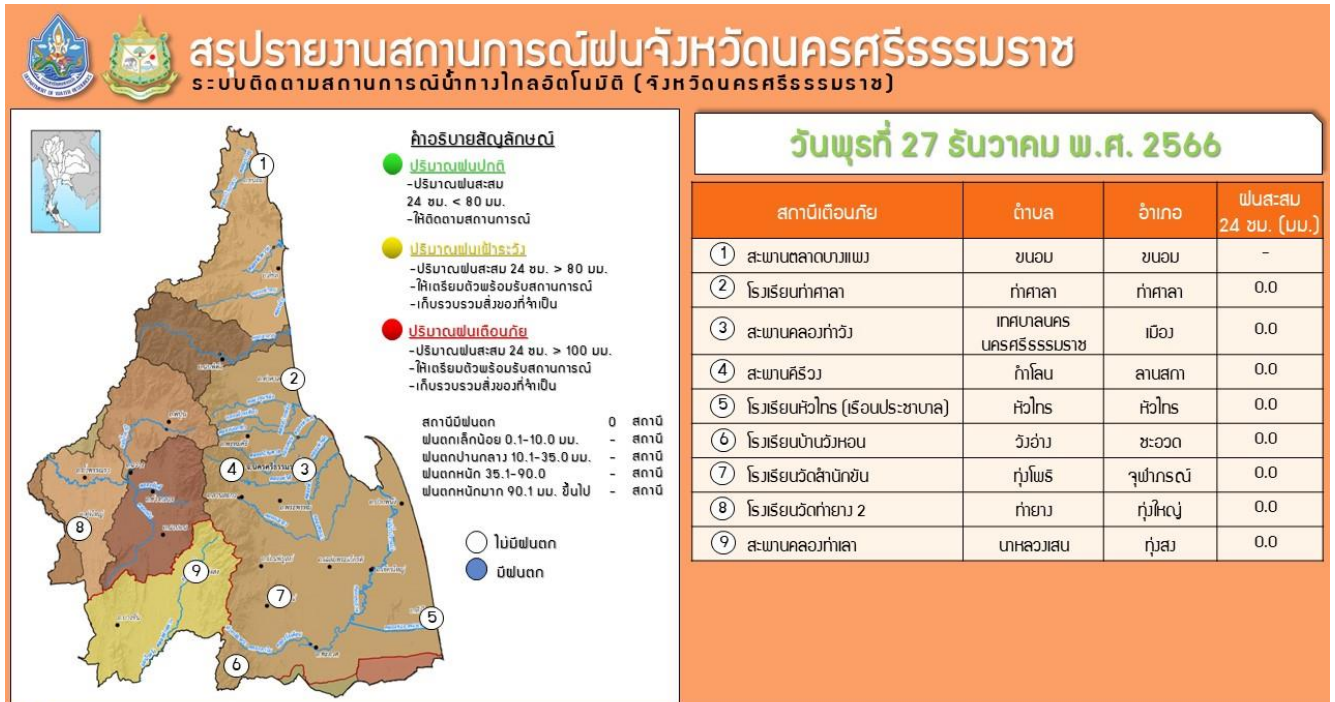 สรุปรายงานสถานการณ์ฝนจังหวัดนครศรีธรรมราช
ระบบติดตามสถานการณ์น้ำทางไกลอัตโนมัติ (จังหวัดนครศรีธรรมราช)
คำอธิบายสัญลักษณ์
ปริมาณฝนปกติ
-ปริมาณฝนสะสม
24 ชม. < 80 มม.
-ให้ติดตามสถานการณ์
ปริมาณฝนเฝ้าระวัง
-ปริมาณฝนสะสม 24 ชม. > 80 มม.
-ให้เตรียมตัวพร้อมรับสถานการณ์
-เก็บรวบรวมสิ่งของที่จำเป็น
ปริมาณฝนเตือนภัย
-ปริมาณฝนสะสม 24 ชม. > 100 มม.
-ให้เตรียมตัวพร้อมรับสถานการณ์
-เก็บรวบรวมสิ่งของที่จำเป็น
สถานีมีฝนตก 0 สถานี
ฝนตกเล็กน้อย 0.1-10.0 มม. - สถานี
ฝนตกปานกลาง 10.1-35.0 มม. - สถานี
ฝนตกหนัก 35.1-90.0 - สถานี
ฝนตกหนักมาก 90.1 มม. ขึ้นไป - สถานี
ไม่มีฝนตก
มีฝนตก
1
2
4
3
8
9
7
5
6
วันพุธที่ 27 ธันวาคม พ.ศ. 2566
สถานีเตือนภัย ตำบล อำเภอ ฝนสะสม
24 ชม. (มม.)
1 สะพานตลาดบางแพง ขนอม ขนอม -
2 โรงเรียนท่าศาลา ท่าศาลา ท่าศาลา 0.0
3 สะพานคลองท่าวัง เทศบาลนคร
นครศรีธรรมราช เมือง 0.0
4 สะพานคีรีวง กำโลน ลานสกา 0.0
5 โรงเรียนหัวไทร (เรือนประชาบาล) หัวไทร หัวไทร 0.0
6 โรงเรียนบ้านวังหอน วังอ่าง ชะอวด 0.0
7 โรงเรียนวัดสำนักขัน ทุ่งโพธิ จุฬาภรณ์ 0.0
8 โรงเรียนวัดท่ายาง 2 ท่ายาง ทุ่งใหญ่ 0.0
9 สะพานคลองท่าเลา นาหลวงเสน ทุ่งสง 0.0